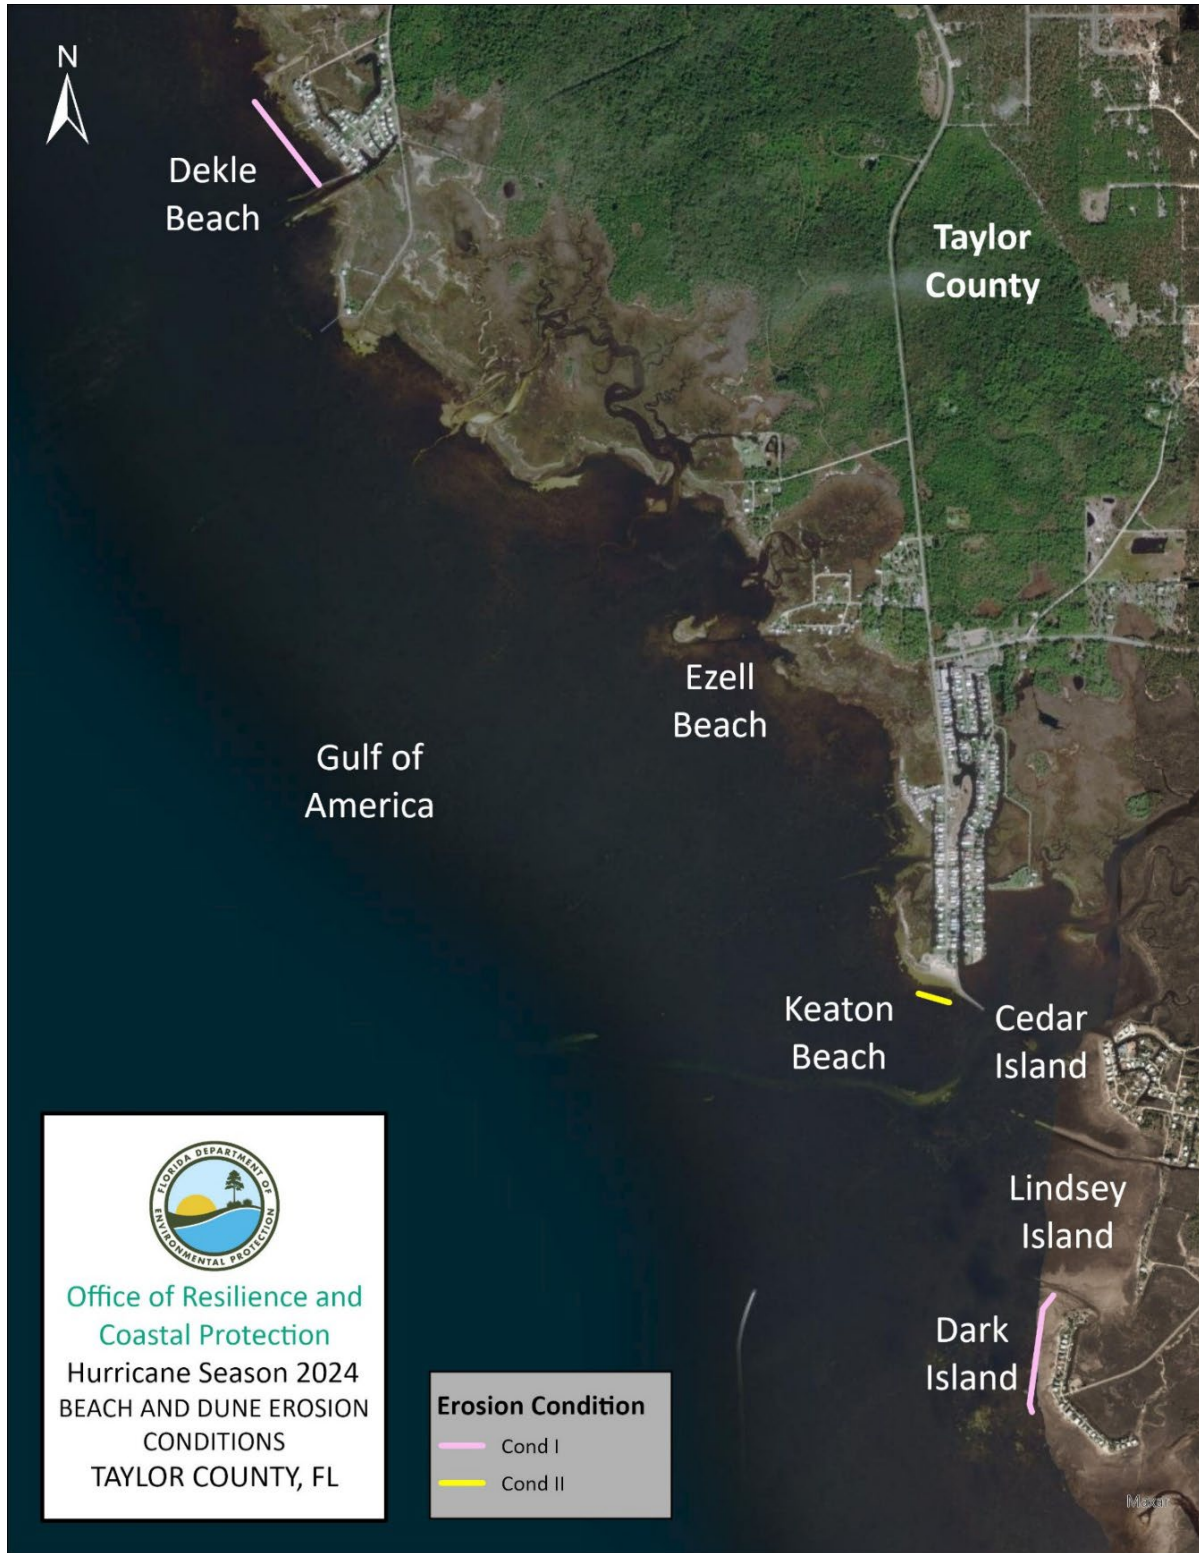 N
Dekle
Beach
Taylor
County
Ezell
Beach
Gulf of
America
Keaton
Beach
Cedar
Island
Lindsey
Island
Dark
Island
FLORIDA DEPARTMENT OF
ENVIRONMENTAL PROTECTION
Office of Resilience and
Coastal Protection
Hurricane Season 2024
BEACH AND DUNE EROSION
CONDITIONS
TAYLOR COUNTY, FL
Erosion Condition
Cond I
Cond II
Maxar